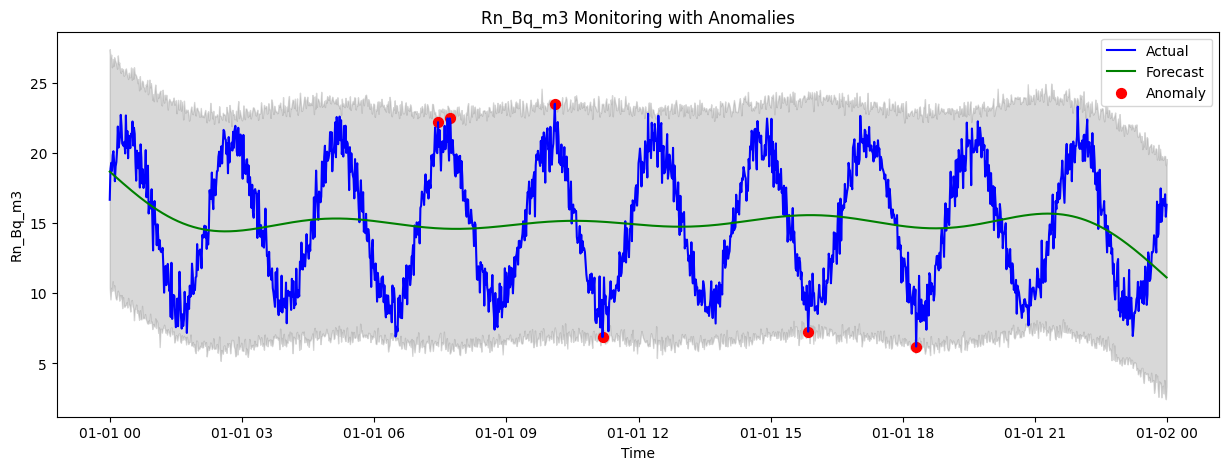 Rn_Bq_m3 Monitoring with Anomalies
Actual
Forecast
Anomaly
25
20
15
10
5
Rn_Bq_m3
01-01 00
01-01 03
01-01 06
01-01 09
01-01 12
01-01 15
01-01 18
01-01 21
01-02 00
Time